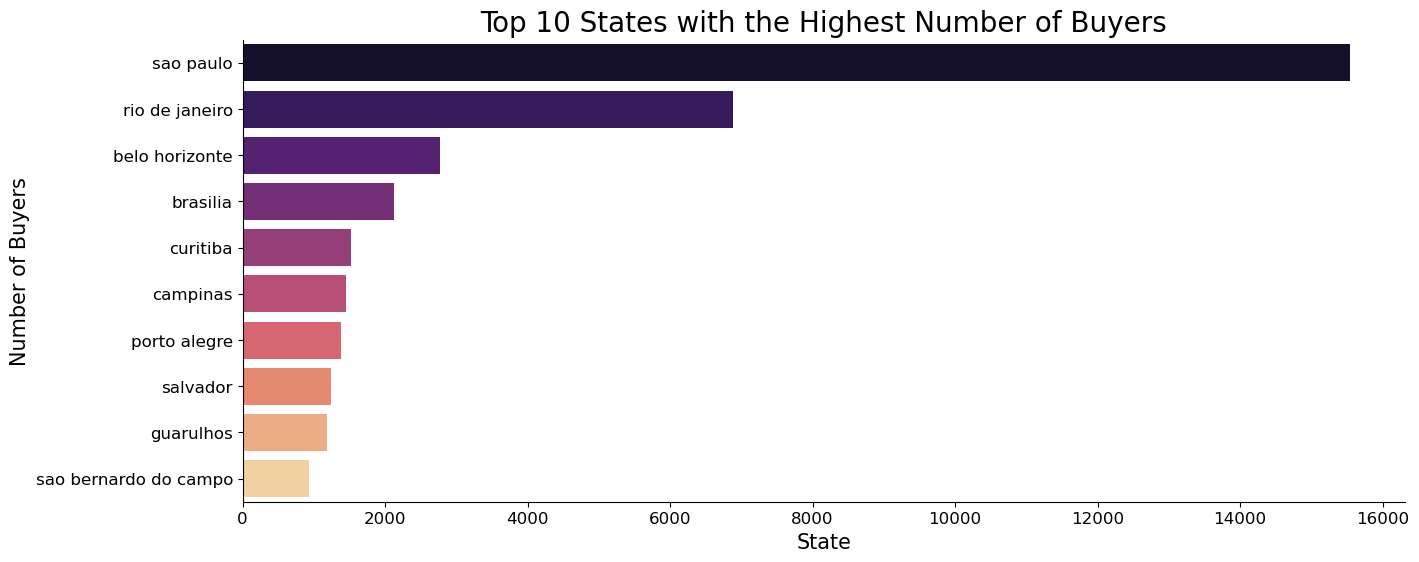 Top 10 States with the Highest Number of Buyers
sao paulo
rio de janeiro
belo horizonte
brasilia
curitiba
campinas
porto alegre
salvador
guarulhos
sao bernardo do campo
Number of Buyers
0 2000 4000 6000 8000 10000 12000 14000 16000
State